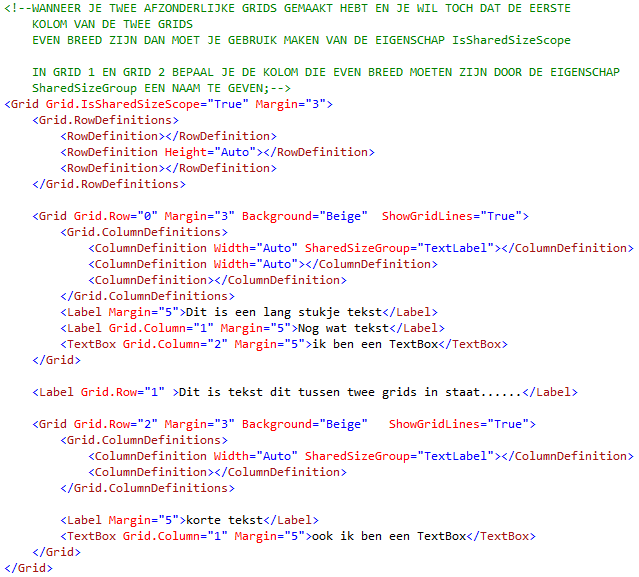 <!--WANNEER JE TWEE AFZONDERLIJKE GRIDS GEMAAKT HEBT EN JE WIL TOCH DAT DE EERSTE
KOLOM VAN DE TWEE GRIDS
EVEN BREED ZIJN DAN MOET JE GEBRUIK MAKEN VAN DE EIGENSCHAP IsSharedSizeScope
IN GRID 1 EN GRID 2 BEPAAL JE DE KOLOM DIE EVEN BREED MOETEN ZIJN DOOR DE EIGENSCHAP
SharedSizeGroup EEN NAAM TE GEVEN;-->
<Grid Grid.IsSharedSizeScope="True" Margin="3">
<Grid.RowDefinitions>
<RowDefinition></RowDefinition>
<RowDefinition Height="Auto"></RowDefinition>
<RowDefinition></RowDefinition>
</Grid.RowDefinitions>
<Grid Grid.Row="0" Margin="3" Background="Beige"  ShowGridLines="True">
<Grid.ColumnDefinitions>
<ColumnDefinition Width="Auto" SharedSizeGroup="TextLabel"></ColumnDefinition>
<ColumnDefinition Width="Auto"></ColumnDefinition>
<ColumnDefinition></ColumnDefinition>
</Grid.ColumnDefinitions>
<Label Margin="5">Dit is een lang stukje tekst</Label>
<Label Grid.Column="1" Margin="5">Nog wat tekst</Label>
<TextBox Grid.Column="2" Margin="5">ik ben een TextBox</TextBox>
</Grid>
<Label Grid.Row="1" >Dit is tekst dit tussen twee grids in staat......</Label>
<Grid Grid.Row="2" Margin="3" Background="Beige"   ShowGridLines="True">
<Grid.ColumnDefinitions>
<ColumnDefinition Width="Auto" SharedSizeGroup="TextLabel"></ColumnDefinition>
<ColumnDefinition></ColumnDefinition>
</Grid.ColumnDefinitions>
<Label Margin="5">korte tekst</Label>
<TextBox Grid.Column="1" Margin="5">ook ik ben een TextBox</TextBox>
</Grid>
</Grid>